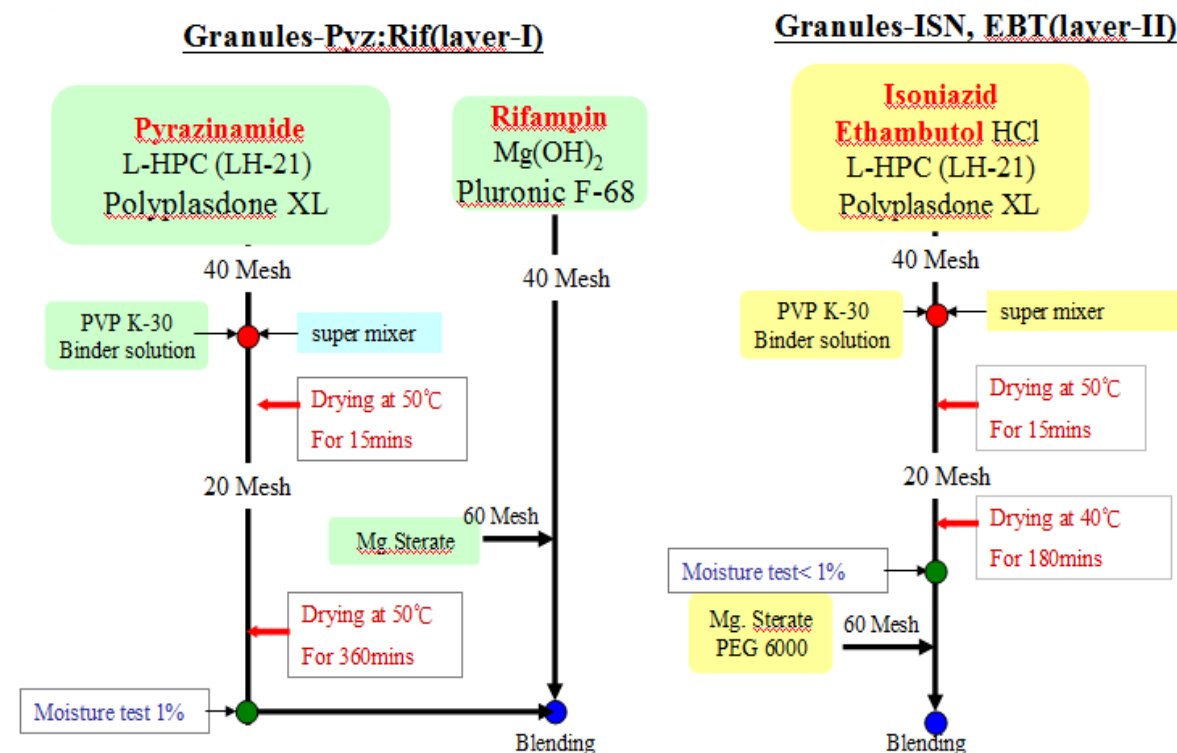 Granules-Pyz:Rif(layer-I)
Pyrazinamide
L-HPC (LH-21)
Polyplasdone XL
Rifampin
Mg(OH)₂
Pluronic F-68
40 Mesh
40 Mesh
PVP K-30
Binder solution
super mixer
Drying at 50℃
For 15mins
20 Mesh
60 Mesh
Mg. Sterate
Drying at 50℃
For 360mins
Moisture test 1%
Blending
Granules-ISN, EBT(layer-II)
Isoniazid
Ethambutol HCl
L-HPC (LH-21)
Polyplasdone XL
40 Mesh
PVP K-30
Binder solution
super mixer
Drying at 50℃
For 15mins
20 Mesh
Drying at 40℃
For 180mins
Moisture test< 1%
Mg. Sterate
PEG 6000
60 Mesh
Blending